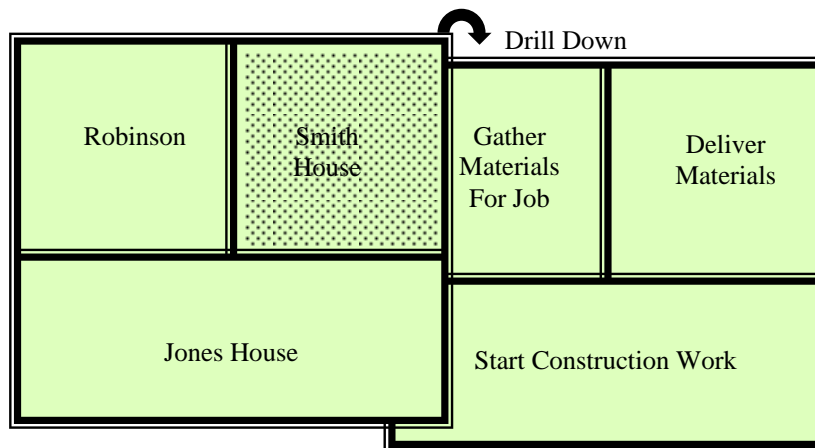 Drill Down
Robinson
Smith
House
Gather
Materials
For Job
Deliver
Materials
Jones House
Start Construction Work